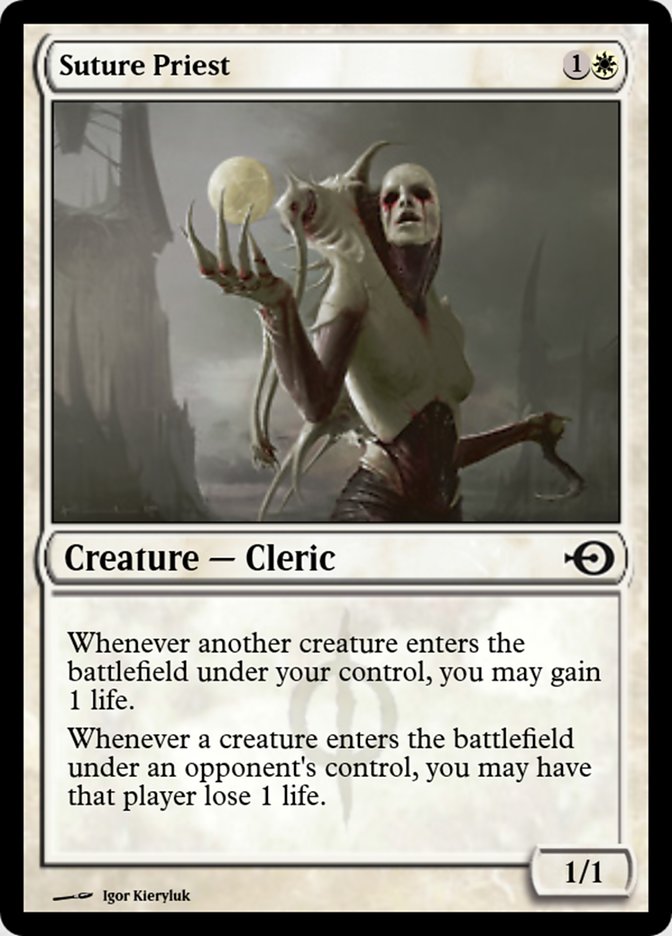 Suture Priest
1
Creature — Cleric
Whenever another creature enters the
battlefield under your control, you may gain
1 life.
Whenever a creature enters the battlefield
under an opponent's control, you may have
that player lose 1 life.
1/1
Igor Kieryluk